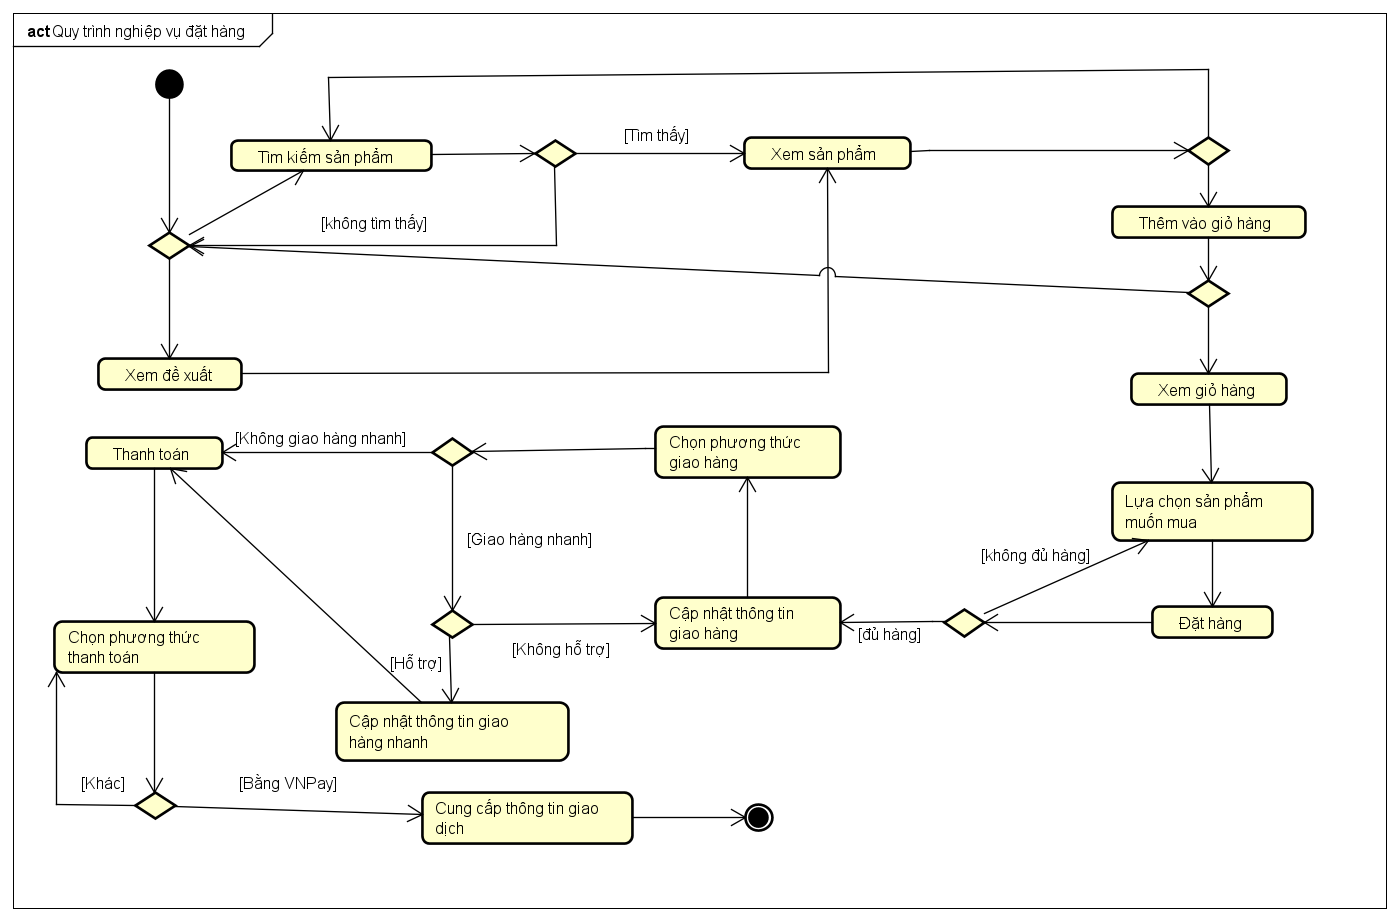 act Quy trình nghiệp vụ đặt hàng
[Tìm thấy]
Tìm kiếm sản phẩm
Xem sản phẩm
[không tìm thấy]
Thêm vào giỏ hàng
Xem đề xuất
Xem giỏ hàng
[Không giao hàng nhanh]
Thanh toán
Chọn phương thức
giao hàng
Lựa chọn sản phẩm
muốn mua
[Giao hàng nhanh]
[không đủ hàng]
Cập nhật thông tin
giao hàng
[đủ hàng]
Đặt hàng
Chọn phương thức
thanh toán
[Không hỗ trợ]
[Hỗ trợ]
Cập nhật thông tin giao
hàng nhanh
[Khác]
[Bằng VNPay]
Cung cấp thông tin giao
dịch